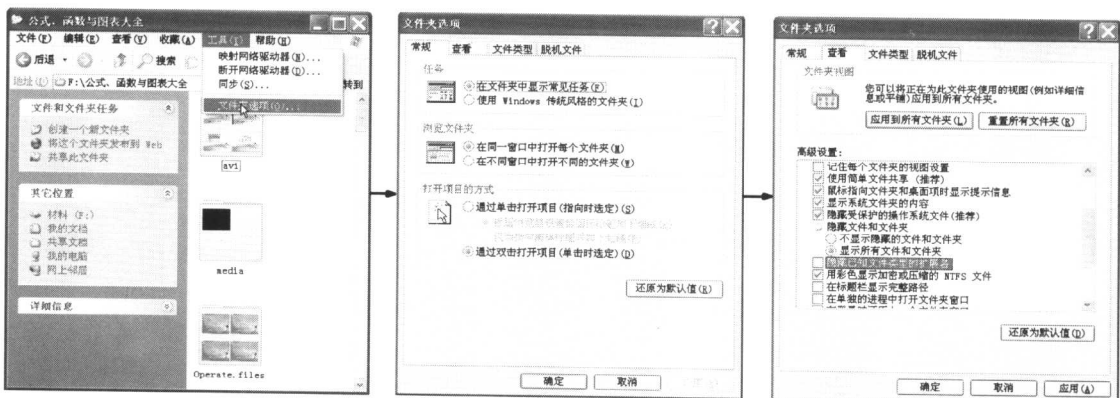 公式、函数与图表大全
文件(F) 编辑(E) 查看(V) 收藏(A) 工具(T) 帮助(H)
映射网络驱动器(N)...
断开网络驱动器(D)...
同步(S)...
文件夹选项(O)...
后退 搜索
地址(D) F:\公式、函数与图表大全 转到
文件和文件夹任务
创建一个新文件夹
将这个文件夹发布到 Web
共享此文件夹
其它位置
材料 (F:)
我的文档
共享文档
我的电脑
网上邻居
详细信息
avi
media
Operate.files
文件夹选项
常规 查看 文件类型 脱机文件
任务
在文件夹中显示常见任务(F)
使用 Windows 传统风格的文件夹(I)
浏览文件夹
在同一窗口中打开每个文件夹(M)
在不同窗口中打开不同的文件夹(W)
打开项目的方式
通过单击打开项目(指向时选定)(S)
通过双击打开项目(单击时选定)(D)
还原为默认值(R)
确定 取消
文件夹选项
常规 查看 文件类型 脱机文件
文件夹视图
您可以将正在为此文件夹使用的视图(例如详细信
息或平铺)应用到所有文件夹。
应用到所有文件夹(L) 重置所有文件夹(R)
高级设置:
记住每个文件夹的视图设置
使用简单文件共享 (推荐)
鼠标指向文件夹和桌面项时显示提示信息
显示系统文件夹的内容
隐藏受保护的操作系统文件(推荐)
隐藏文件和文件夹
不显示隐藏的文件和文件夹
显示所有文件和文件夹
隐藏已知文件类型的扩展名
用彩色显示加密或压缩的 NTFS 文件
在标题栏显示完整路径
在单独的进程中打开文件夹窗口
还原为默认值(D)
确定 取消 应用(A)